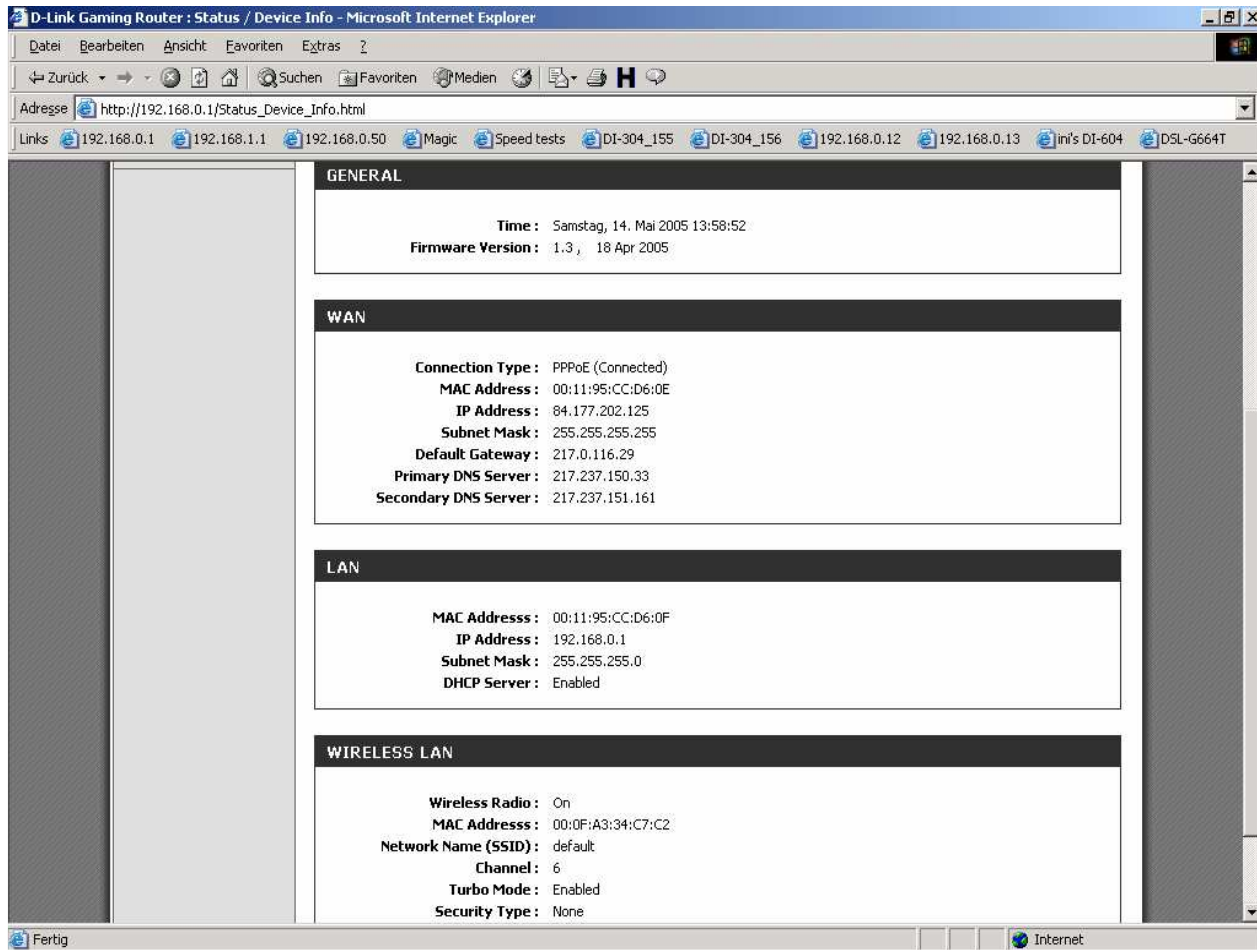 D-Link Gaming Router : Status / Device Info - Microsoft Internet Explorer
Datei Bearbeiten Ansicht Favoriten Extras ?
Zurück Suchen Favoriten Medien H
Adresse http://192.168.0.1/Status_Device_Info.html
Links 192.168.0.1 192.168.1.1 192.168.0.50 Magic Speed tests DI-304_155 DI-304_156 192.168.0.12 192.168.0.13 ini's DI-604 DSL-G664T
GENERAL
Time : Samstag, 14. Mai 2005 13:58:52
Firmware Version : 1.3 , 18 Apr 2005
WAN
Connection Type : PPPoE (Connected)
MAC Address : 00:11:95:CC:D6:0E
IP Address : 84.177.202.125
Subnet Mask : 255.255.255.255
Default Gateway : 217.0.116.29
Primary DNS Server : 217.237.150.33
Secondary DNS Server : 217.237.151.161
LAN
MAC Addresss : 00:11:95:CC:D6:0F
IP Address : 192.168.0.1
Subnet Mask : 255.255.255.0
DHCP Server : Enabled
WIRELESS LAN
Wireless Radio : On
MAC Addresss : 00:0F:A3:34:C7:C2
Network Name (SSID) : default
Channel : 6
Turbo Mode : Enabled
Security Type : None
Fertig Internet